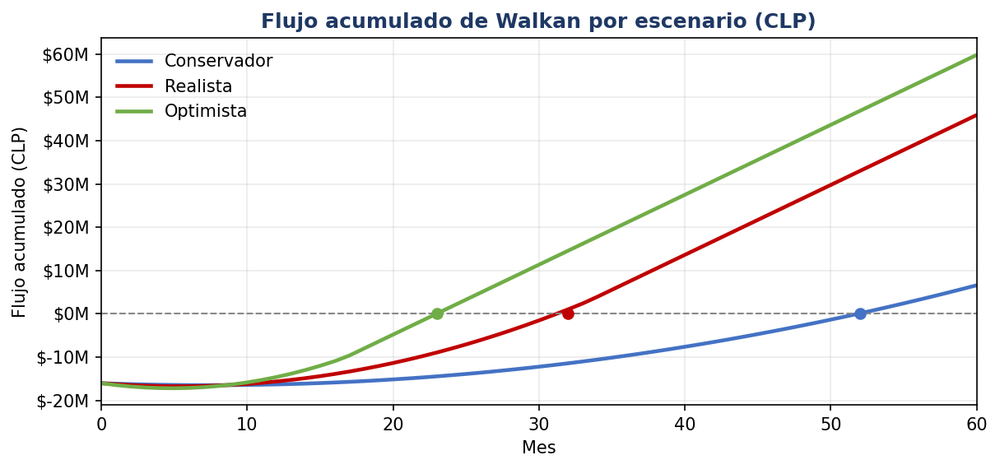 Flujo acumulado de Walkan por escenario (CLP)
Conservador
Realista
Optimista
Flujo acumulado (CLP)
$60M
$50M
$40M
$30M
$20M
$10M
$0M
$-10M
$-20M
0 10 20 30 40 50 60
Mes